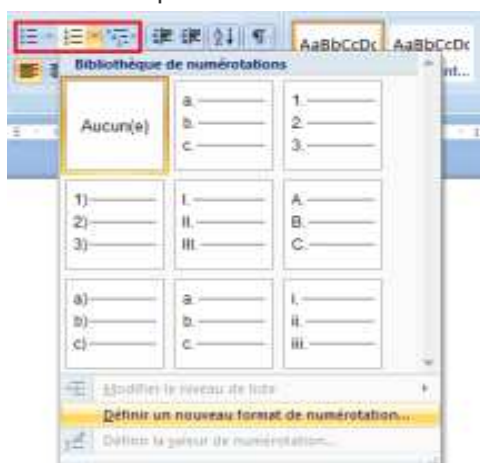 AaBbCcDc AaBbCcDc
Bibliothèque de numérotations
nt...
Aucun(e)
a.
b.
c.
1.
2.
3.
1)
2)
3)
I.
II.
III.
A.
B.
C.
a)
b)
c)
a.
b.
c.
i.
ii.
iii.
Modifier le niveau de liste
Définir un nouveau format de numérotation...
Définir la valeur de numérotation...